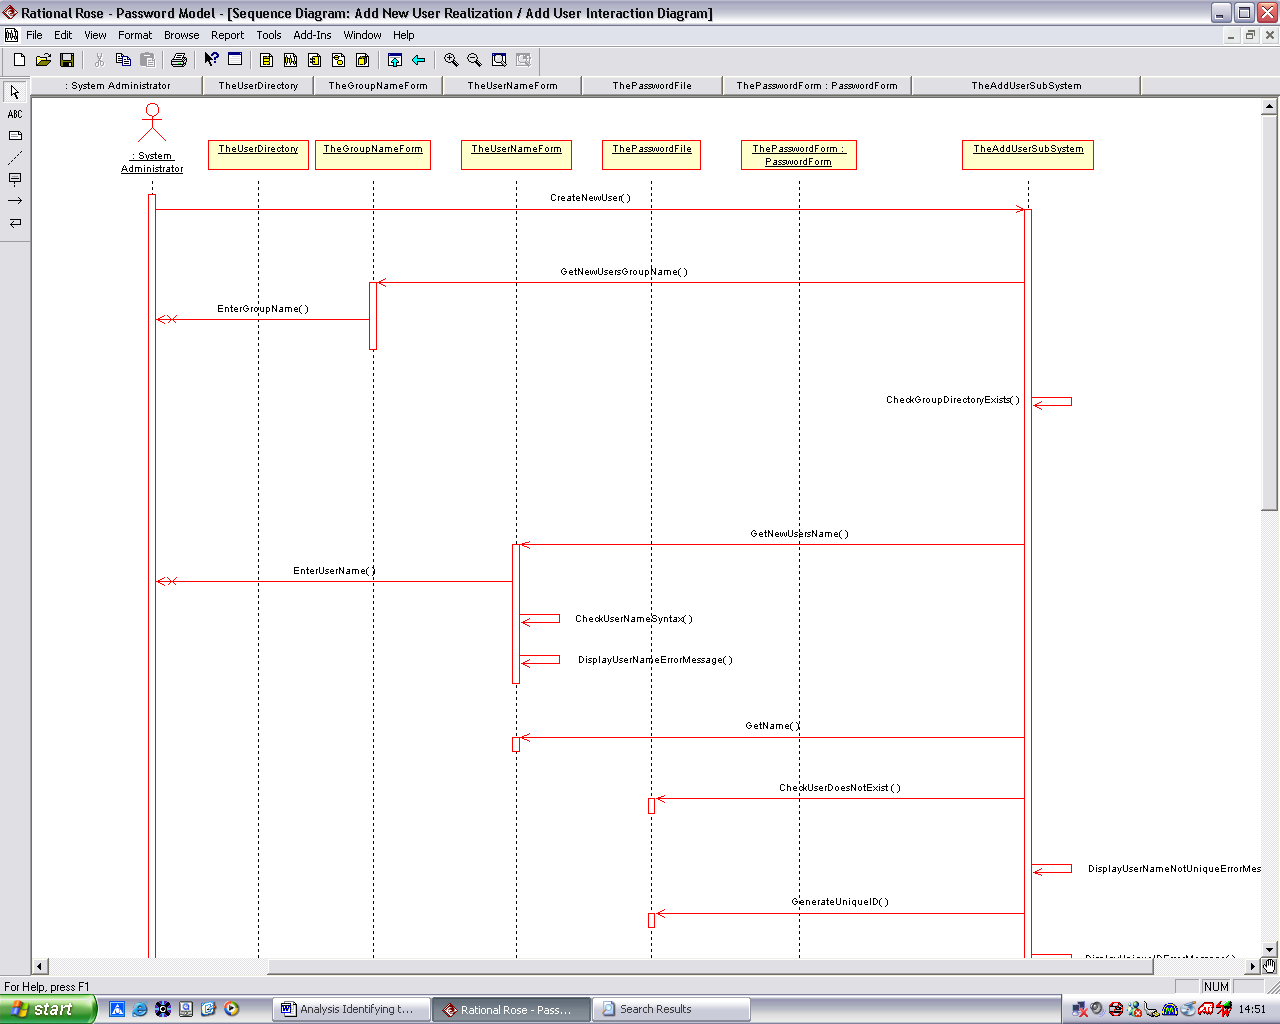 Rational Rose - Password Model - [Sequence Diagram: Add New User Realization / Add User Interaction Diagram]
File Edit View Format Browse Report Tools Add-Ins Window Help
: System Administrator TheUserDirectory TheGroupNameForm TheUserNameForm ThePasswordFile ThePasswordForm : PasswordForm TheAddUserSubSystem
ABC
: System
Administrator
TheUserDirectory
TheGroupNameForm
TheUserNameForm
ThePasswordFile
ThePasswordForm :
PasswordForm
TheAddUserSubSystem
CreateNewUser( )
GetNewUsersGroupName( )
EnterGroupName( )
CheckGroupDirectoryExists( )
GetNewUsersName( )
EnterUserName( )
CheckUserNameSyntax( )
DisplayUserNameErrorMessage( )
GetName( )
CheckUserDoesNotExist ( )
DisplayUserNameNotUniqueErrorMes
GenerateUniqueID( )
DisplayUniqueIDErrorMessage( )
For Help, press F1
NUM
start
Analysis Identifying t...
Rational Rose - Pass...
Search Results
14:51